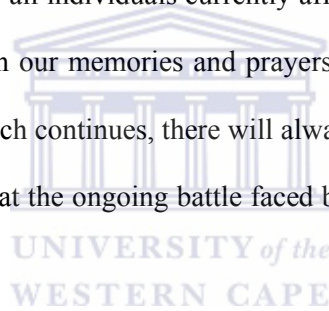 all individuals currently
n our memories and prayers
ch continues, there will alwa
at the ongoing battle faced b
UNIVERSITY of the
WESTERN CAPE